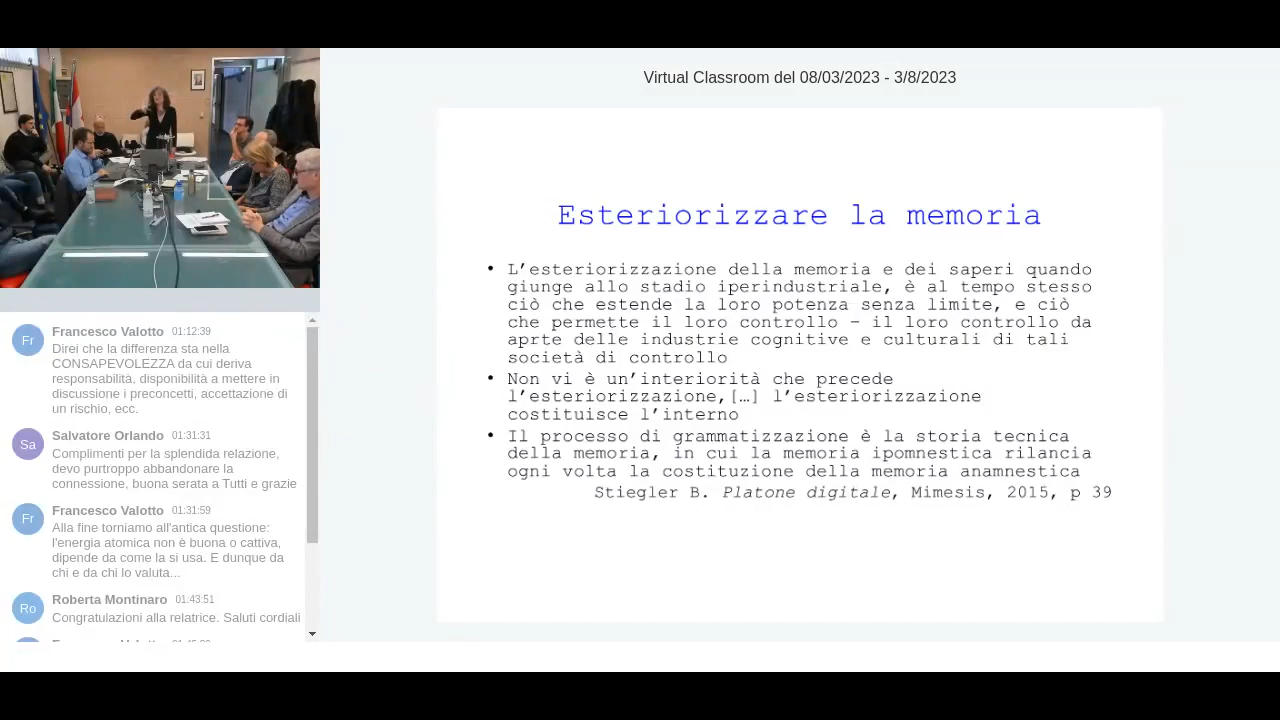 Virtual Classroom del 08/03/2023 - 3/8/2023
Esteriorizzare la memoria
• L’esteriorizzazione della memoria e dei saperi quando
giunge allo stadio iperindustriale, è al tempo stesso
ciò che estende la loro potenza senza limite, e ciò
che permette il loro controllo – il loro controllo da
aprte delle industrie cognitive e culturali di tali
società di controllo
• Non vi è un’interiorità che precede
l’esteriorizzazione,[…] l’esteriorizzazione
costituisce l’interno
• Il processo di grammatizzazione è la storia tecnica
della memoria, in cui la memoria ipomnestica rilancia
ogni volta la costituzione della memoria anamnestica
Stiegler B. Platone digitale, Mimesis, 2015, p 39
Fr
Francesco Valotto 01:12:39
Direi che la differenza sta nella
CONSAPEVOLEZZA da cui deriva
responsabilità, disponibilità a mettere in
discussione i preconcetti, accettazione di
un rischio, ecc.
Sa
Salvatore Orlando 01:31:31
Complimenti per la splendida relazione,
devo purtroppo abbandonare la
connessione, buona serata a Tutti e grazie
Fr
Francesco Valotto 01:31:59
Alla fine torniamo all'antica questione:
l'energia atomica non è buona o cattiva,
dipende da come la si usa. E dunque da
chi e da chi lo valuta...
Ro
Roberta Montinaro 01:43:51
Congratulazioni alla relatrice. Saluti cordiali